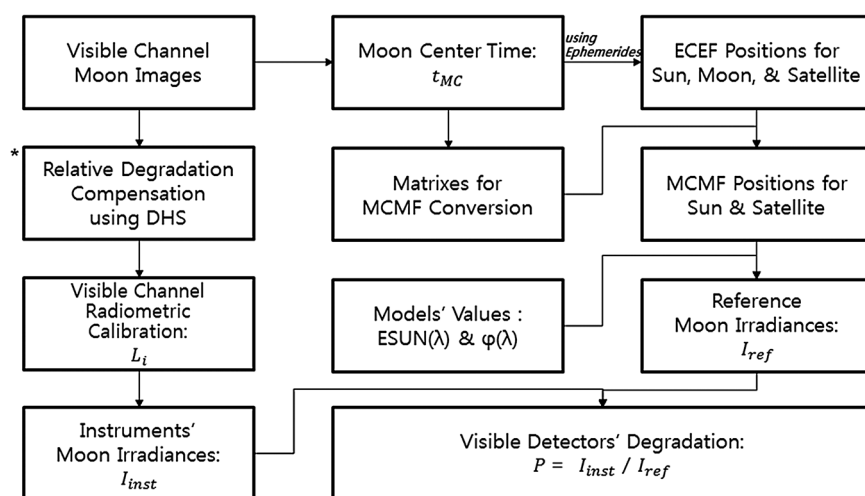 Visible Channel
Moon Images
Moon Center Time:
t_MC
using
Ephemerides
ECEF Positions for
Sun, Moon, & Satellite
*
Relative Degradation
Compensation
using DHS
Matrixes for
MCMF Conversion
MCMF Positions for
Sun & Satellite
Visible Channel
Radiometric
Calibration:
L_i
Models' Values :
ESUN(λ) & φ(λ)
Reference
Moon Irradiances:
I_ref
Instruments'
Moon Irradiances:
I_inst
Visible Detectors' Degradation:
P = I_inst / I_ref